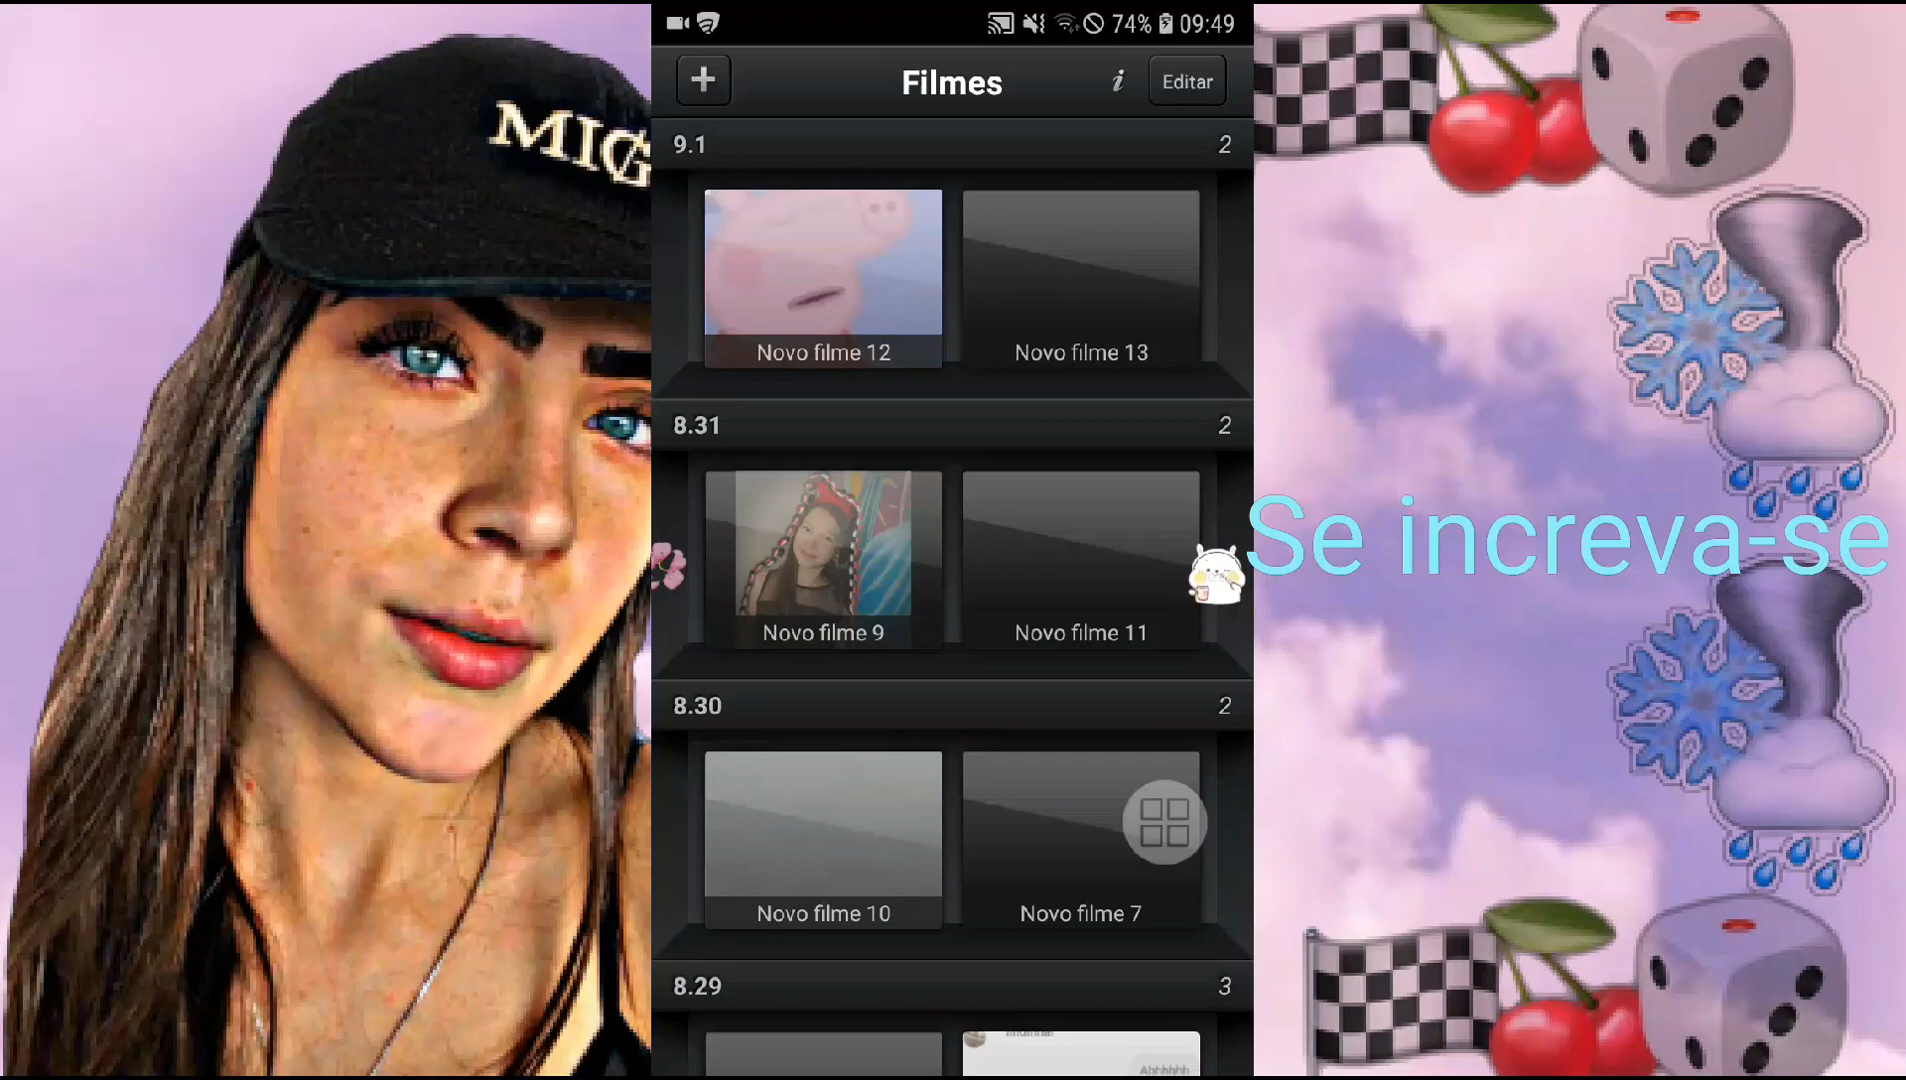 MIG
74% 09:49
Filmes
i
Editar
9.1
2
Novo filme 12
Novo filme 13
8.31
2
Novo filme 9
Novo filme 11
Se increva-se
8.30
2
Novo filme 10
Novo filme 7
8.29
3
Ahhhhhh